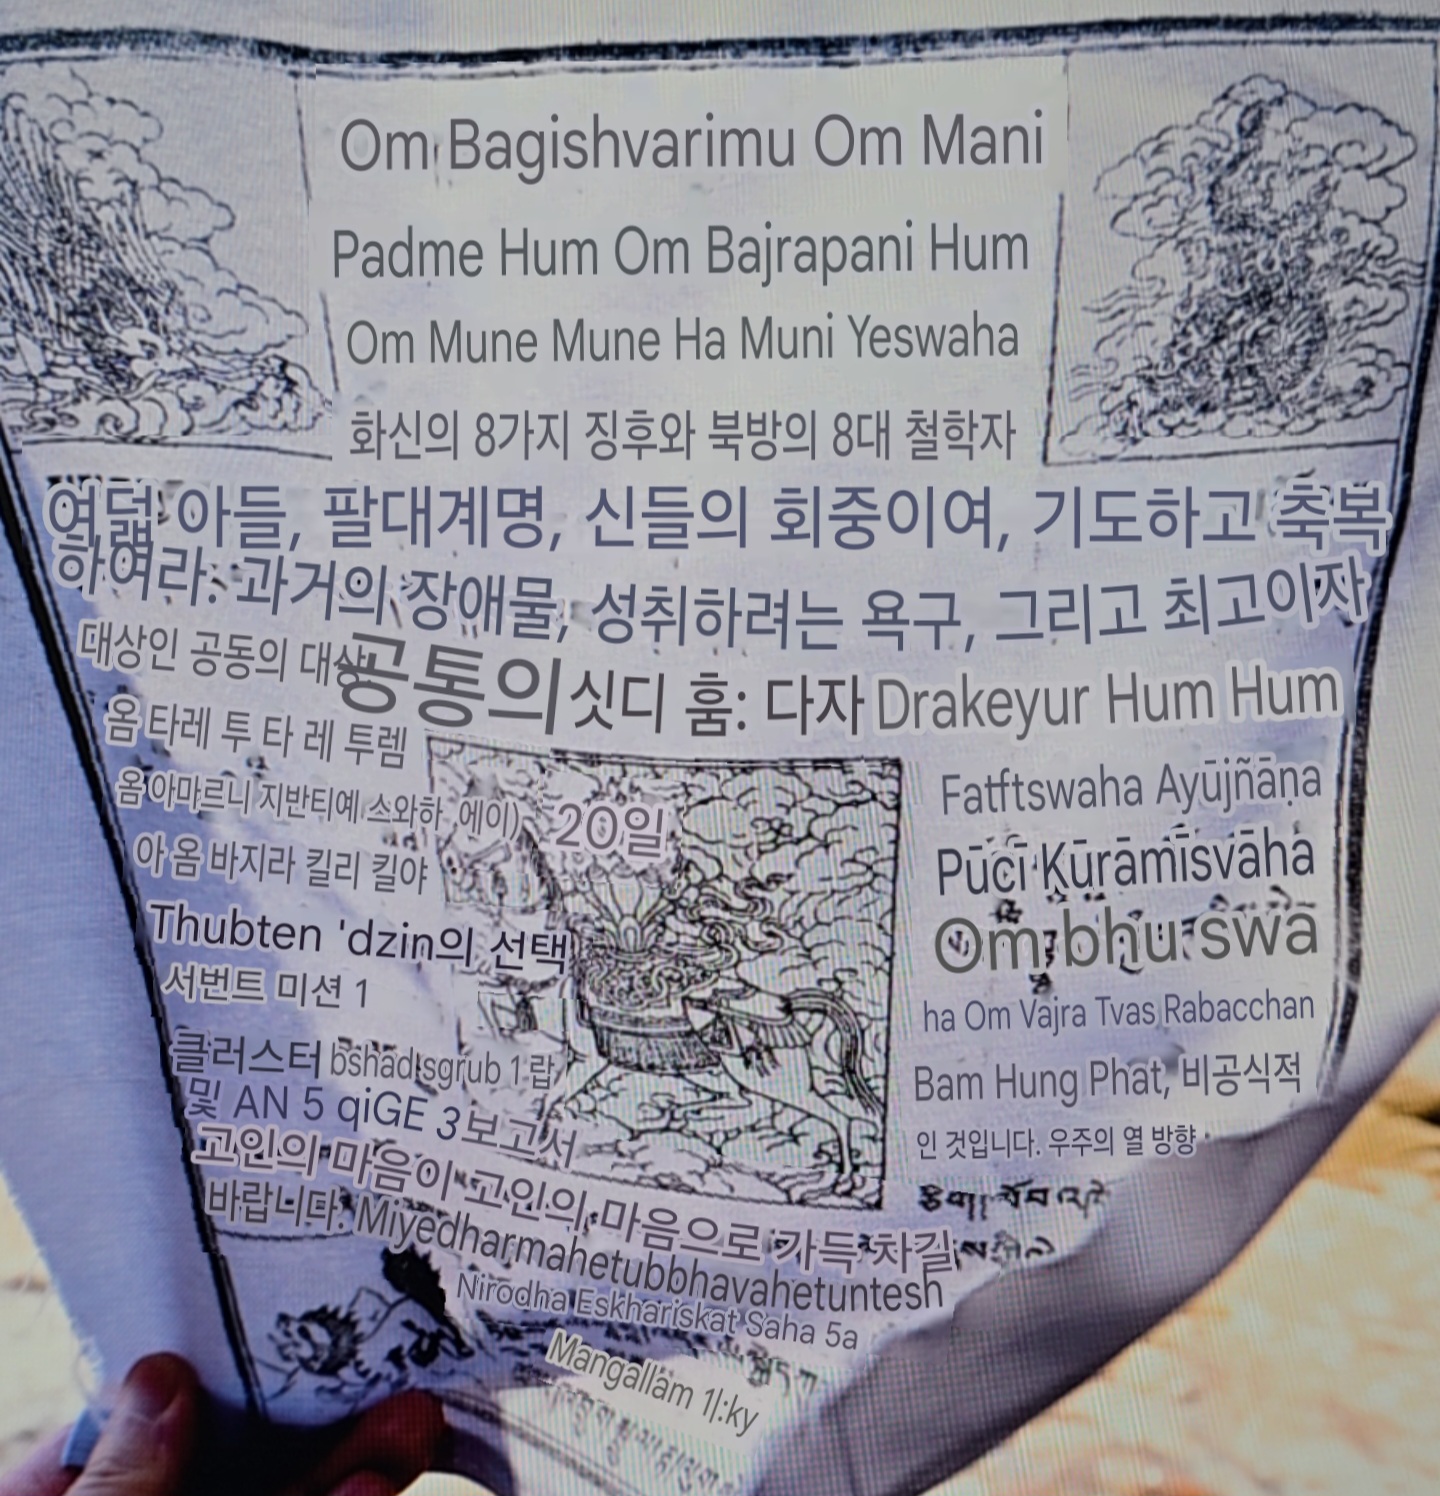 Om Bagishvarimu Om Mani
Padme Hum Om Bajrapani Hum
Om Mune Mune Ha Muni Yeswaha
화신의 8가지 징후와 북방의 8대 철학자
여덟 아들, 팔대계명, 신들의 회중이여, 기도하고 축복
하여라. 과거의 장애물, 성취하려는 욕구, 그리고 최고이자
대상인 공동의 대상
공통의 싯디 훔: 다자 Drakeyur Hum Hum
옴 타레 투 타 레 투렘
옴 아마르니 지반티예 스와하 에이)
20일
아 옴 바지라 킬리 킬야
Thubten 'dzin의 선택
서번트 미션 1
클러스터 bshad sgrub 1 랍
및 AN 5 qiGE 3 보고서
고인의 마음이 고인의 마음으로 가득 차길
바랍니다. Miyedharmahetubbhavahetuntesh
Nirodha Eskhariskat Saha 5a
Mangallam 1|:ky
Fatftswaha Ayūjñāṇa
Pūcī Kūrāmīsvāha
Om bhu swa
ha Om Vajra Tvas Rabacchan
Bam Hung Phat, 비공식적
인 것입니다. 우주의 열 방향